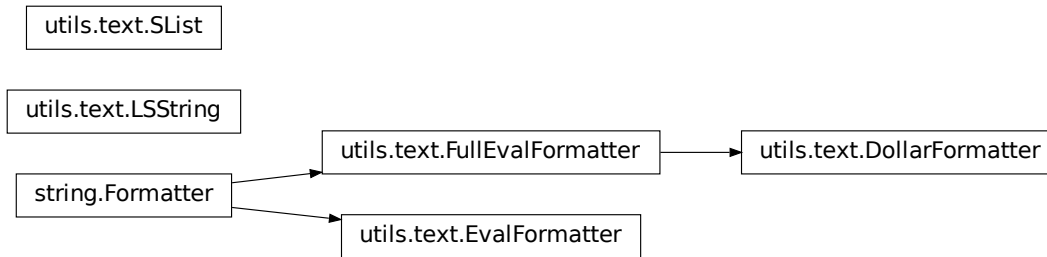 utils.text.SList
utils.text.LSString
utils.text.FullEvalFormatter
utils.text.DollarFormatter
string.Formatter
utils.text.EvalFormatter